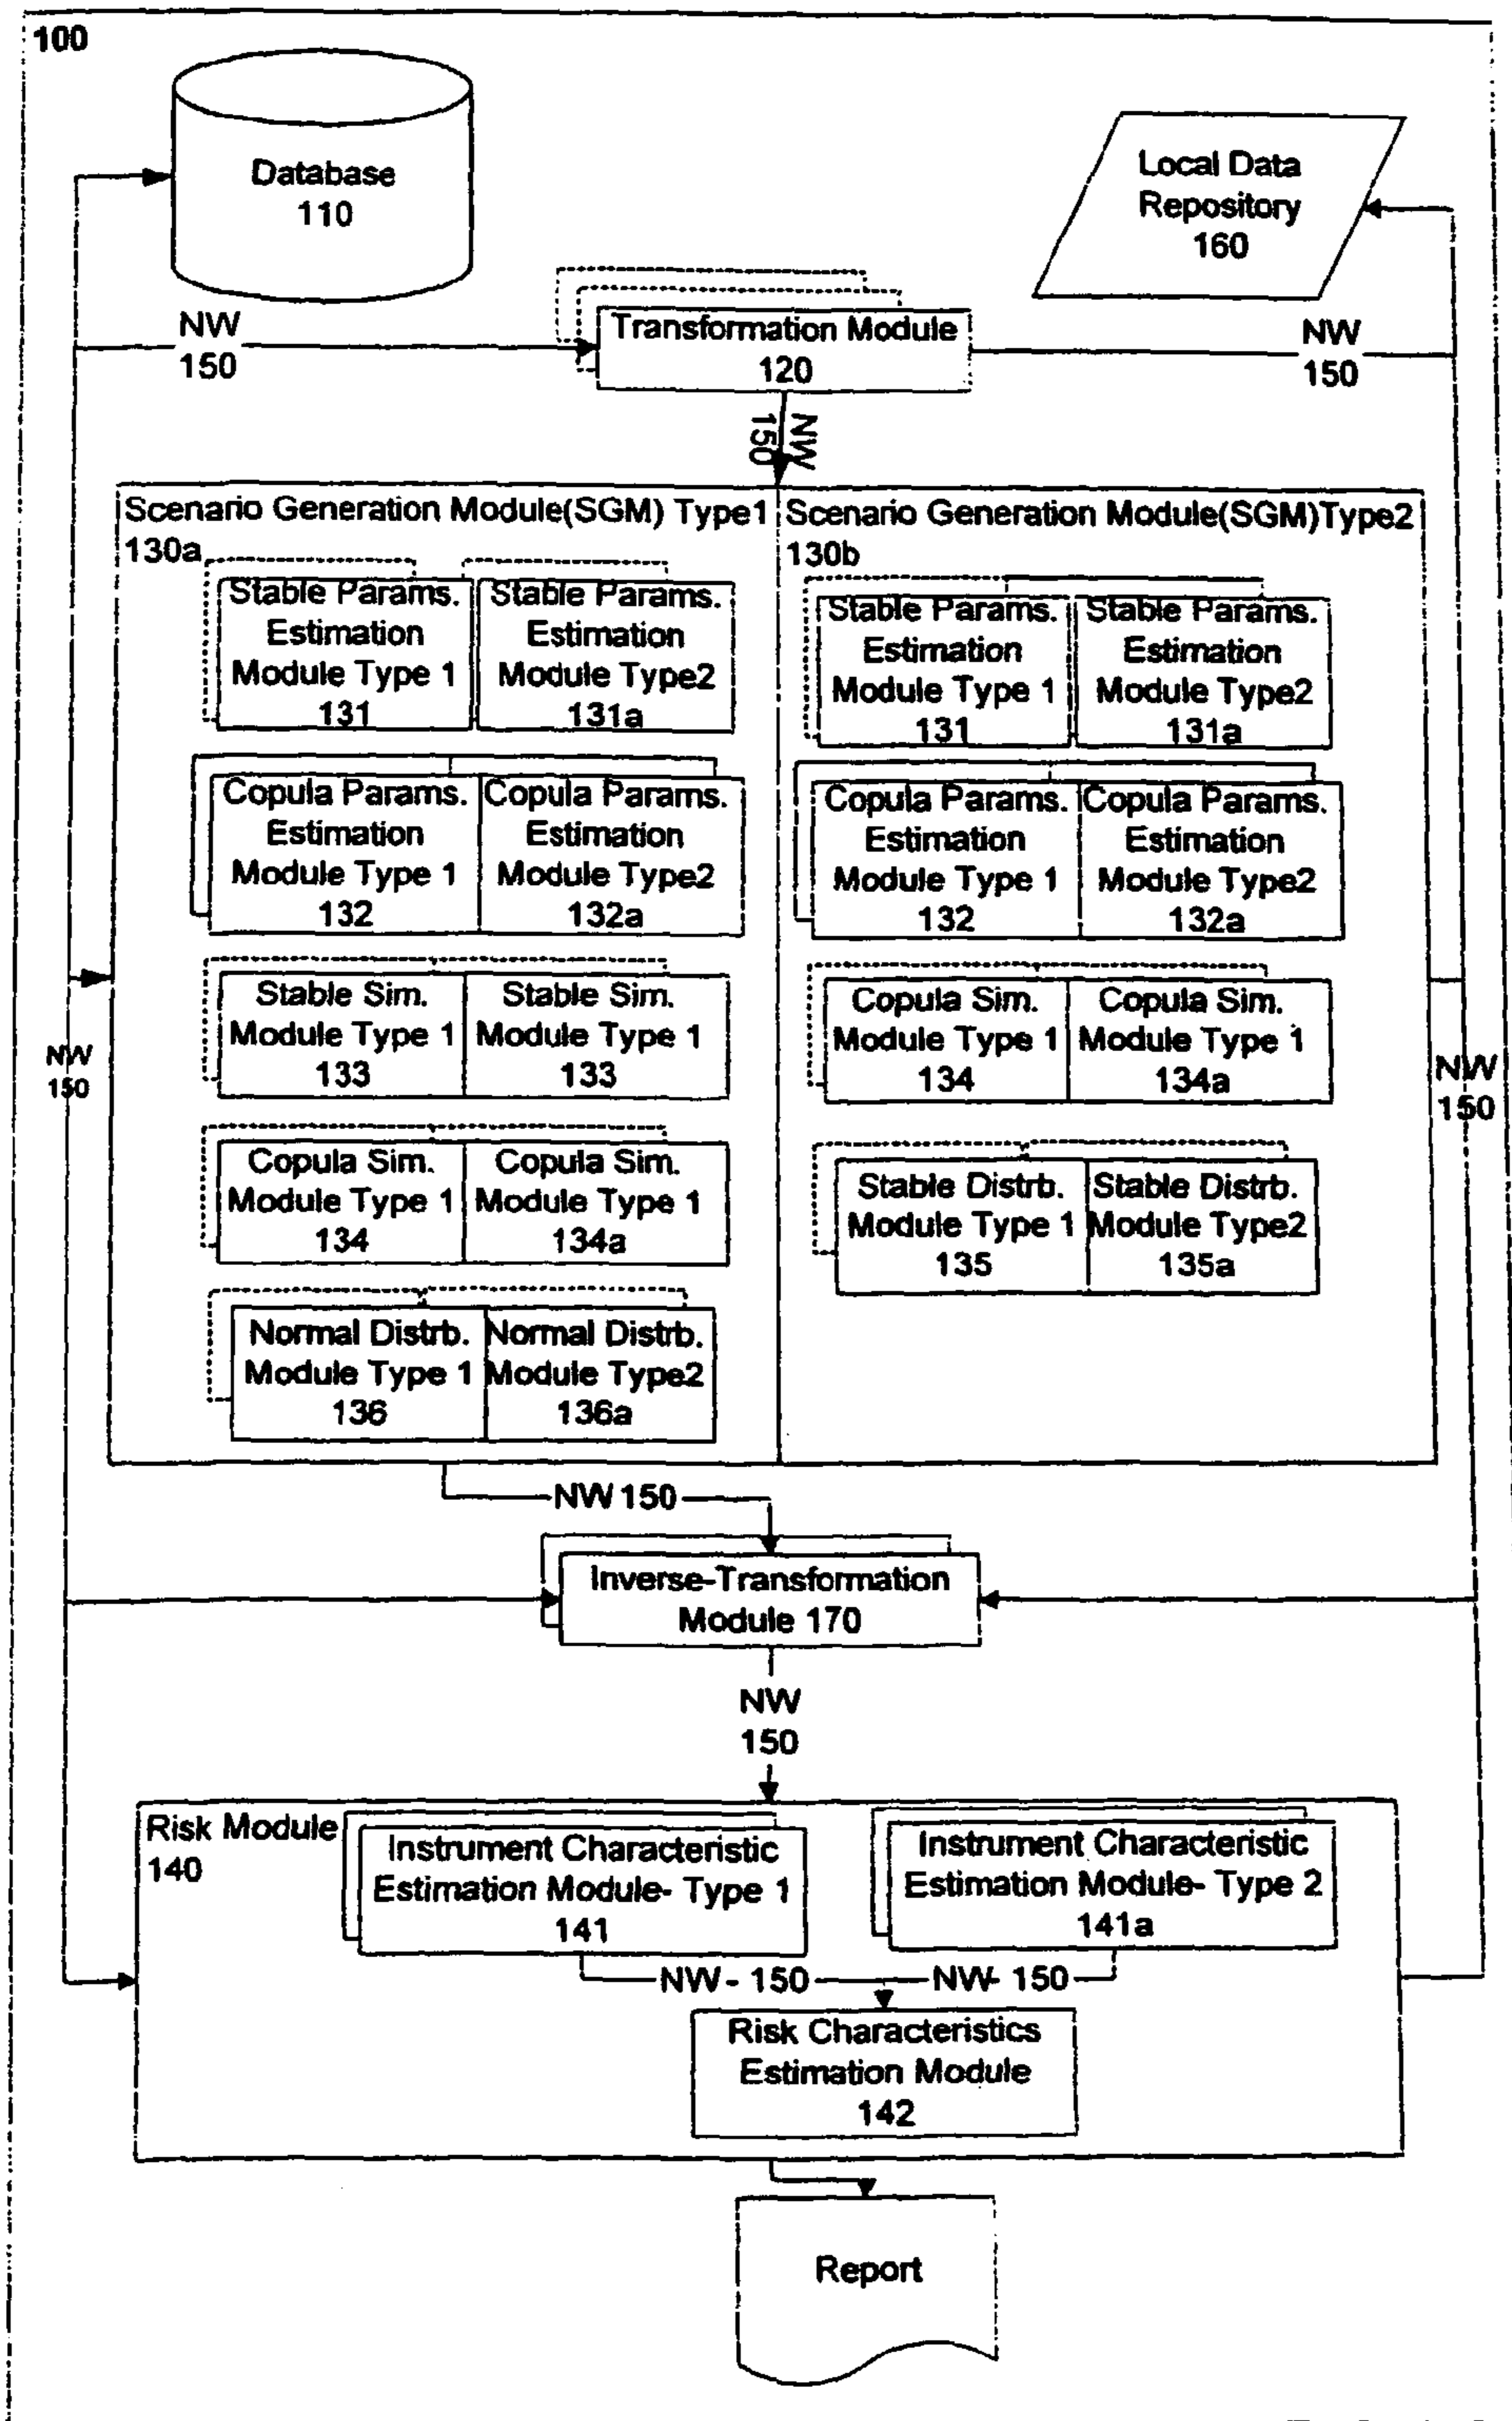 100
Database
110
Local Data
Repository
160
NW
150
Transformation Module
120
NW
150
NW
150
Scenario Generation Module(SGM) Type1
130a
Stable Params.
Estimation
Module Type 1
131
Stable Params.
Estimation
Module Type2
131a
Copula Params.
Estimation
Module Type 1
132
Copula Params.
Estimation
Module Type2
132a
Stable Sim.
Module Type 1
133
Stable Sim.
Module Type 1
133
Copula Sim.
Module Type 1
134
Copula Sim.
Module Type 1
134a
Normal Distrb.
Module Type 1
136
Normal Distrb.
Module Type2
136a
Scenario Generation Module(SGM)Type2
130b
Stable Params.
Estimation
Module Type 1
131
Stable Params.
Estimation
Module Type2
131a
Copula Params.
Estimation
Module Type 1
132
Copula Params.
Estimation
Module Type2
132a
Copula Sim.
Module Type 1
134
Copula Sim.
Module Type 1
134a
Stable Distrb.
Module Type 1
135
Stable Distrb.
Module Type2
135a
NW
150
NW
150
NW 150
Inverse-Transformation
Module 170
NW
150
Risk Module
140
Instrument Characteristic
Estimation Module- Type 1
141
Instrument Characteristic
Estimation Module- Type 2
141a
NW - 150
NW- 150
Risk Characteristics
Estimation Module
142
Report